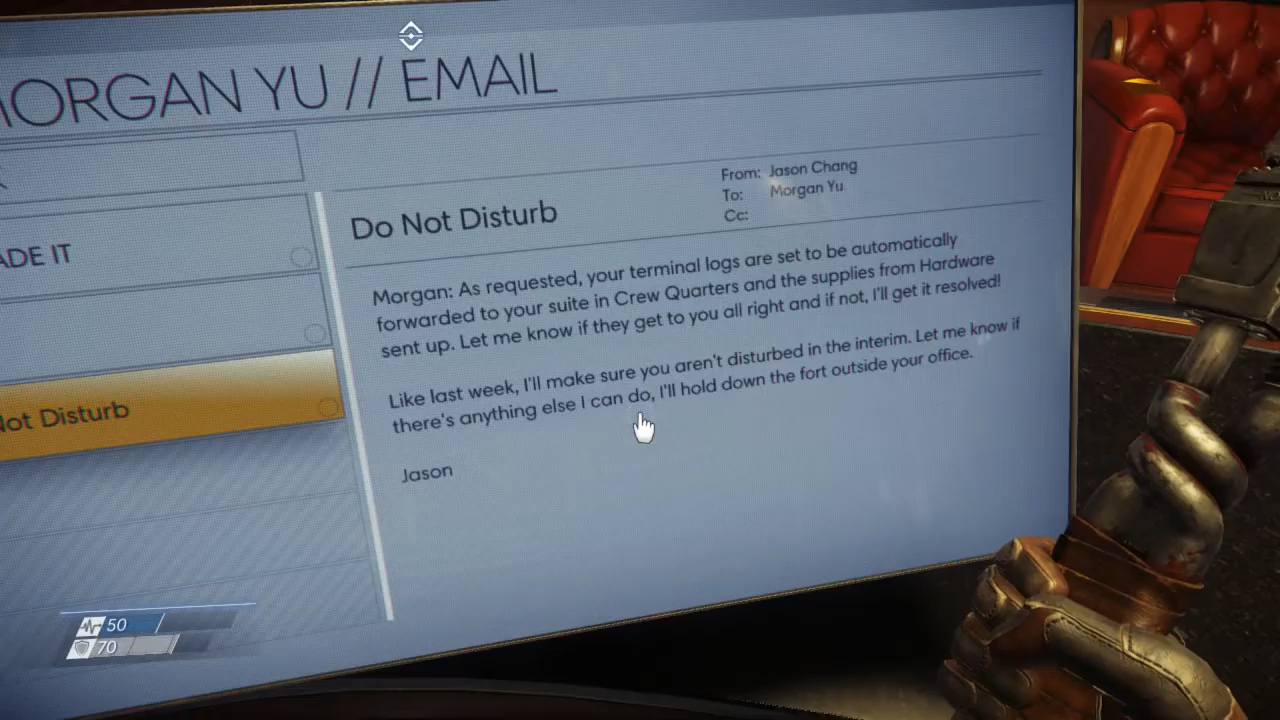 MORGAN YU // EMAIL
From: Jason Chang
To: Morgan Yu
Cc:
Do Not Disturb
ADE IT
Morgan: As requested, your terminal logs are set to be automatically
forwarded to your suite in Crew Quarters and the supplies from Hardware
sent up. Let me know if they get to you all right and if not, I'll get it resolved!
Like last week, I'll make sure you aren't disturbed in the interim. Let me know if
there's anything else I can do, I'll hold down the fort outside your office.
Not Disturb
Jason
50
70